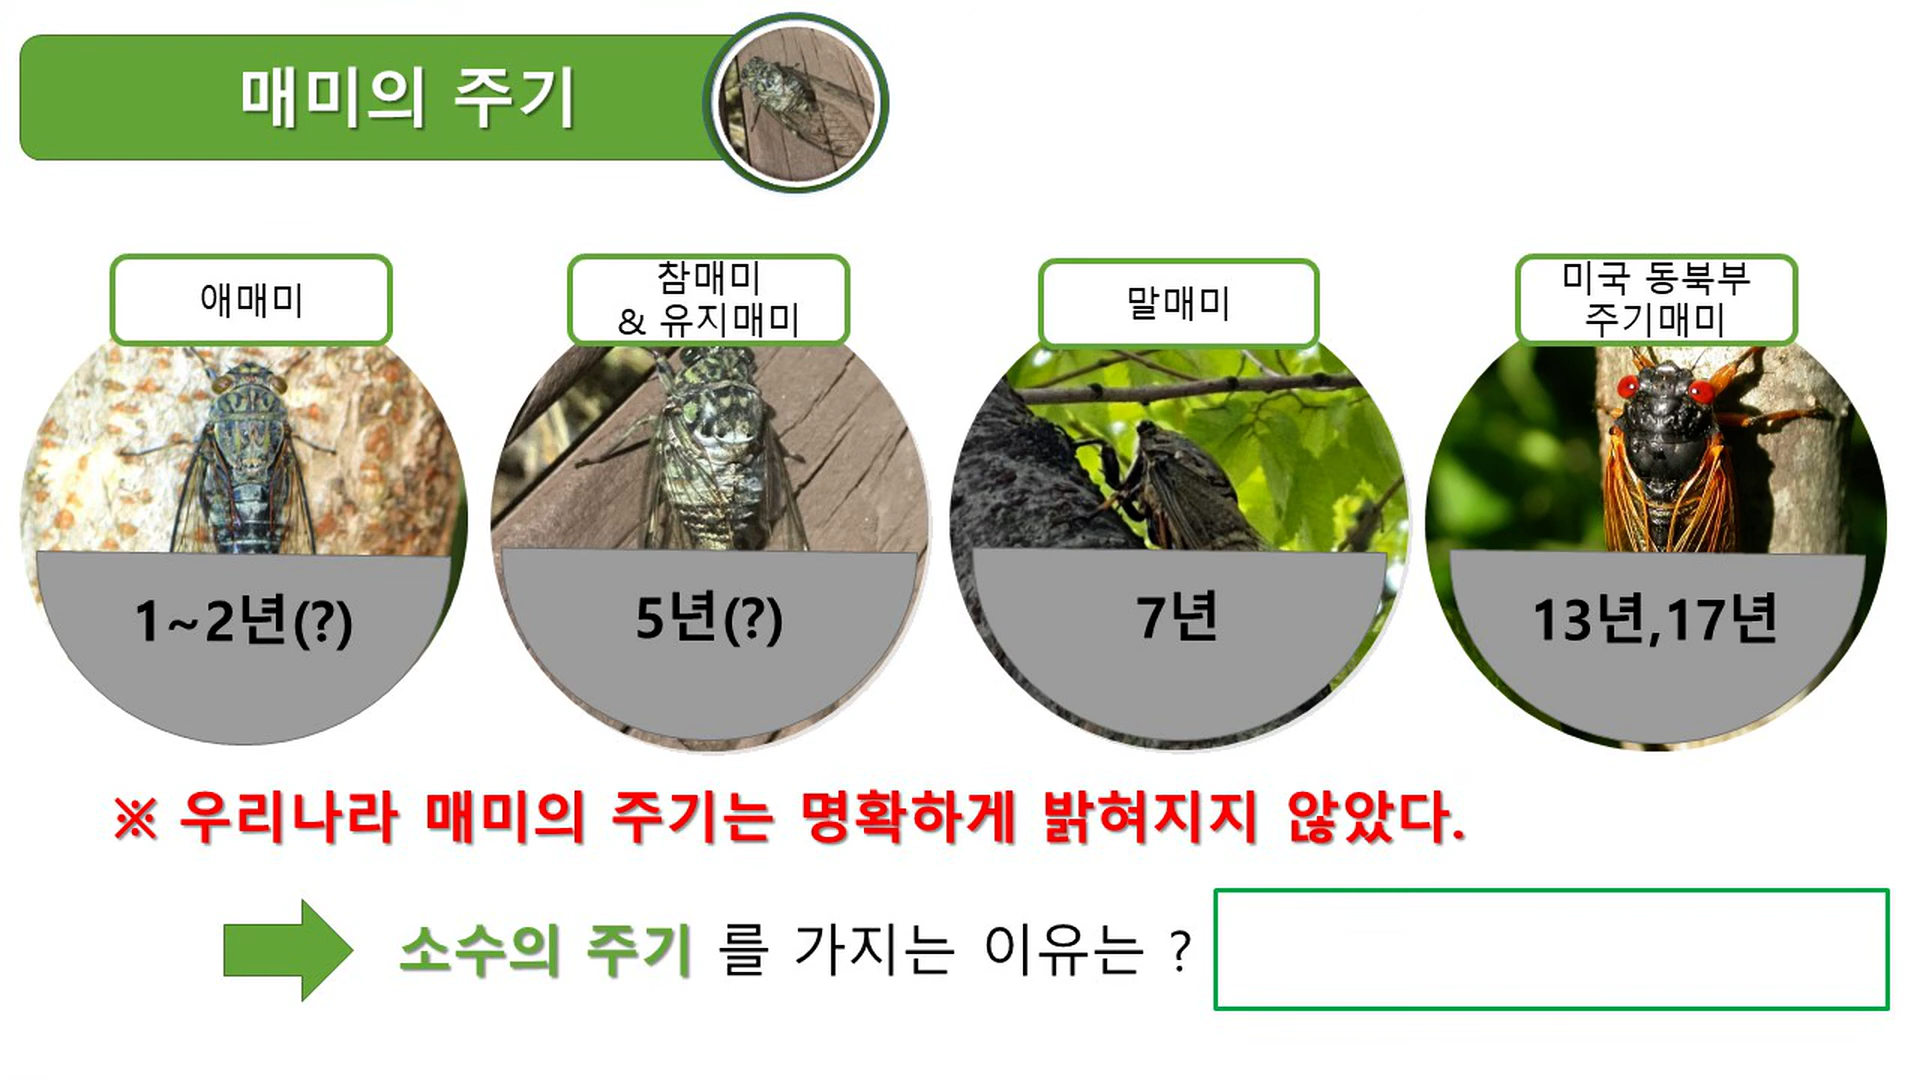 매미의 주기
애매미
참매미
& 유지매미
말매미
미국 동북부
주기매미
1~2년(?)
5년(?)
7년
13년,17년
※ 우리나라 매미의 주기는 명확하게 밝혀지지 않았다.
소수의 주기 를 가지는 이유는 ?